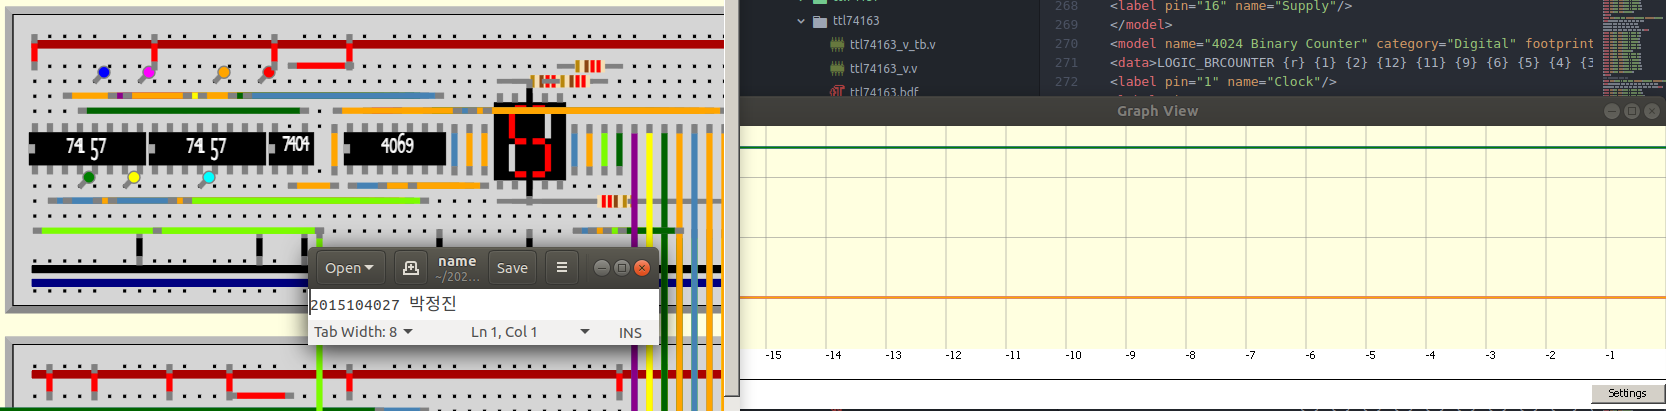 74 57
74 57
7404
4069
Open
name
~/202...
Save
2015104027 박정진
Tab Width: 8
Ln 1, Col 1
INS
ttl74163
ttl74163_v_tb.v
ttl74163_v.v
ttl74163.bdf
268 <label pin="16" name="Supply"/>
269 </model>
270 <model name="4024 Binary Counter" category="Digital" footprint
271 <data>LOGIC_BRCOUNTER {r} {1} {2} {12} {11} {9} {6} {5} {4} {3
272 <label pin="1" name="Clock"/>
Graph View
-15 -14 -13 -12 -11 -10 -9 -8 -7 -6 -5 -4 -3 -2 -1
Settings